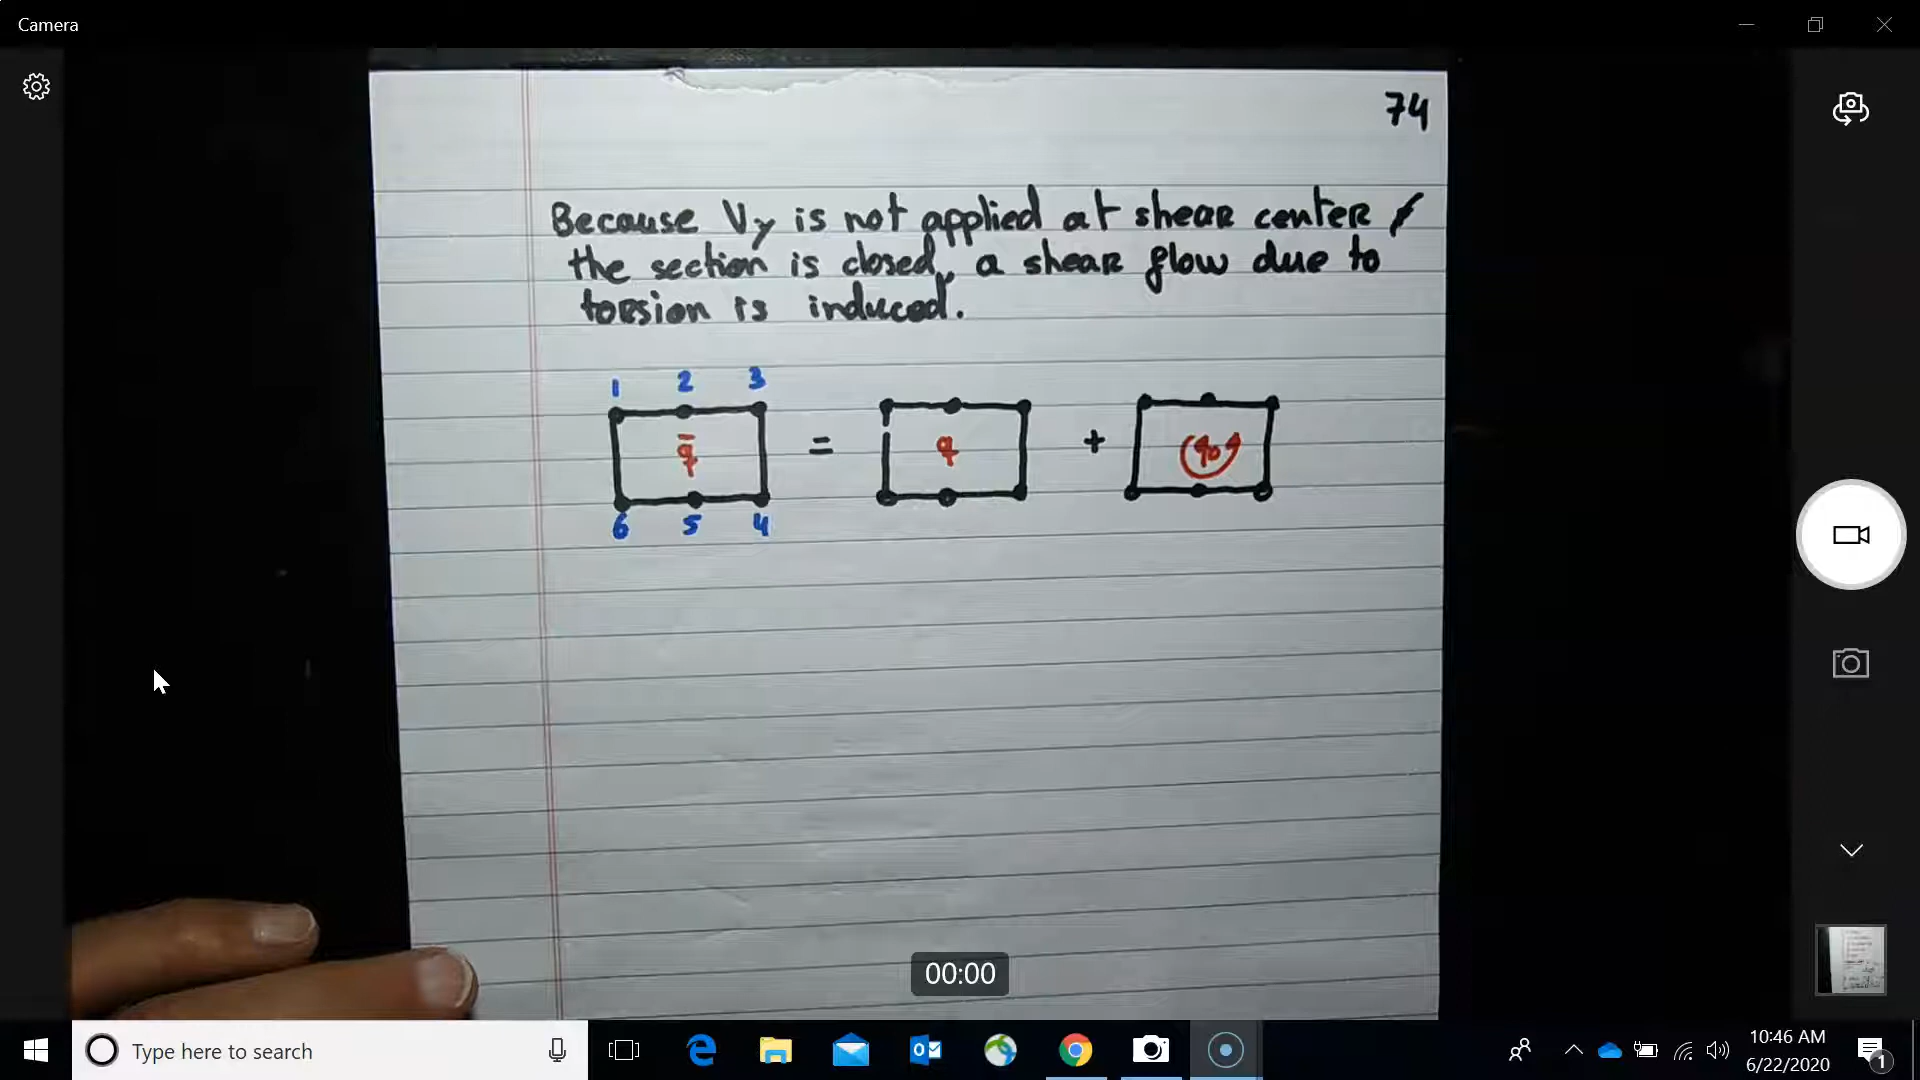 Camera
74
Because Vy is not applied at shear center &
the section is closed, a shear flow due to
torsion is induced.
1 2 3
q̄ = q + q0
6 5 4
00:00
Type here to search
10:46 AM
6/22/2020
1